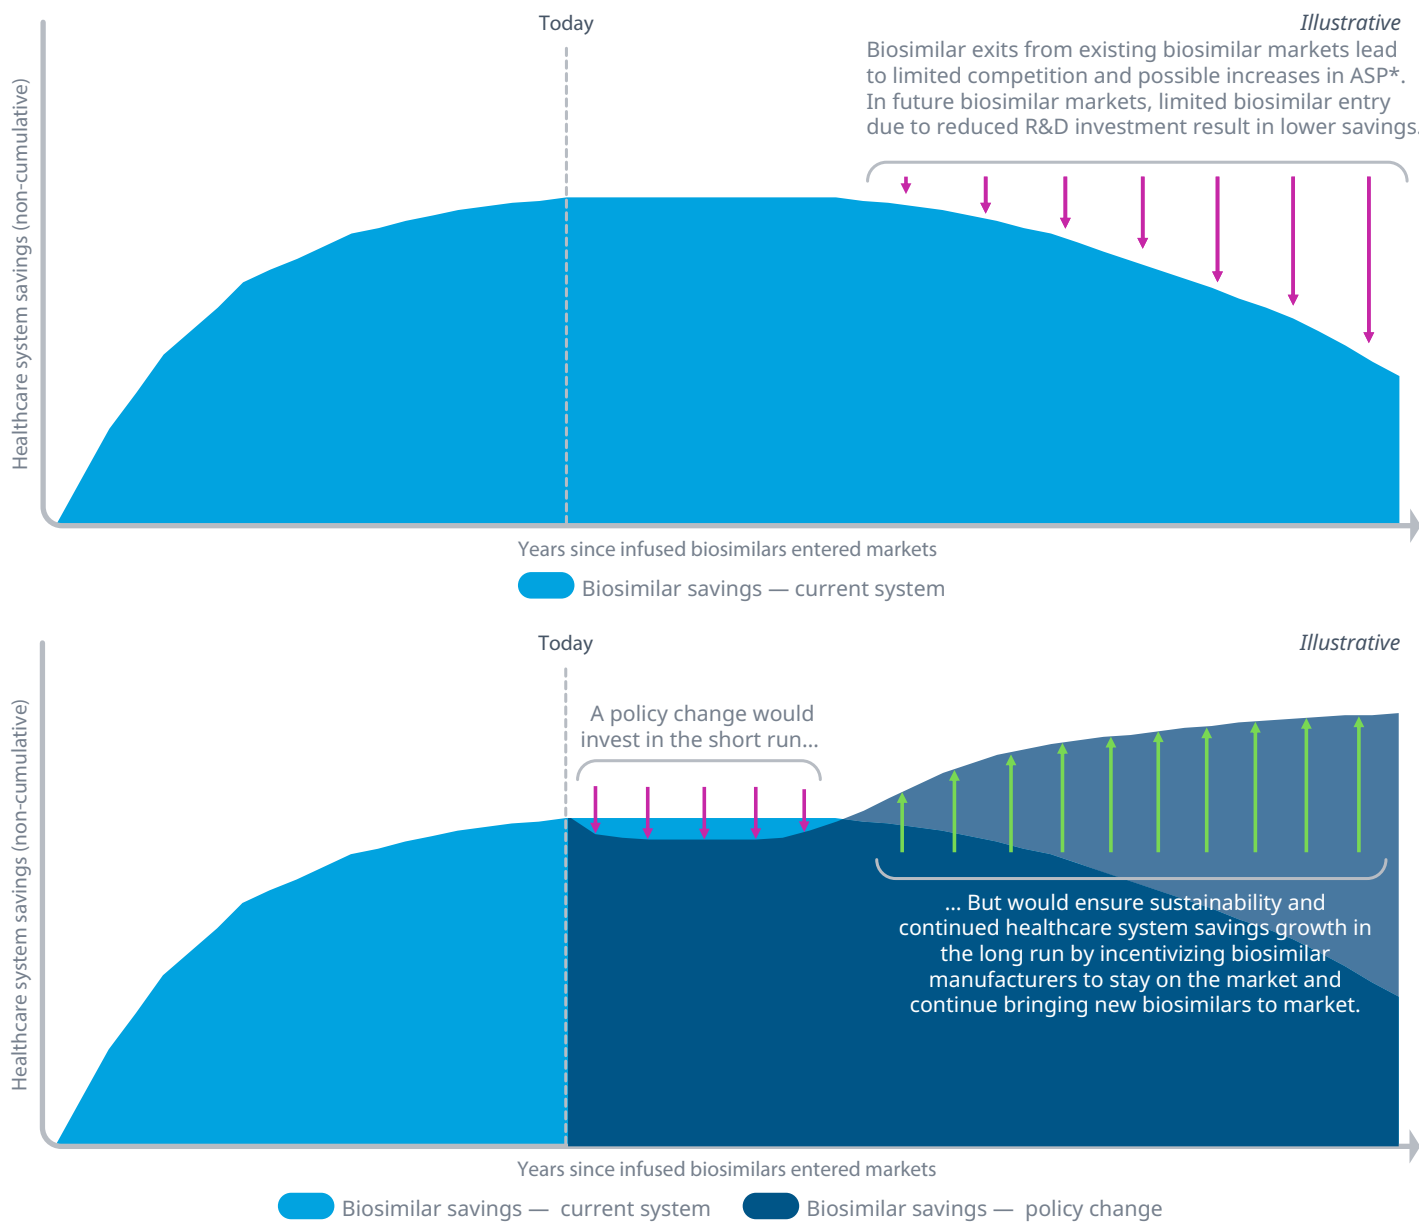 Today
Illustrative
Biosimilar exits from existing biosimilar markets lead
to limited competition and possible increases in ASP*.
In future biosimilar markets, limited biosimilar entry
due to reduced R&D investment result in lower savings.
Healthcare system savings (non-cumulative)
Years since infused biosimilars entered markets
Biosimilar savings — current system
Today
Illustrative
A policy change would
invest in the short run...
Healthcare system savings (non-cumulative)
... But would ensure sustainability and
continued healthcare system savings growth in
the long run by incentivizing biosimilar
manufacturers to stay on the market and
continue bringing new biosimilars to market.
Years since infused biosimilars entered markets
Biosimilar savings — current system
Biosimilar savings — policy change